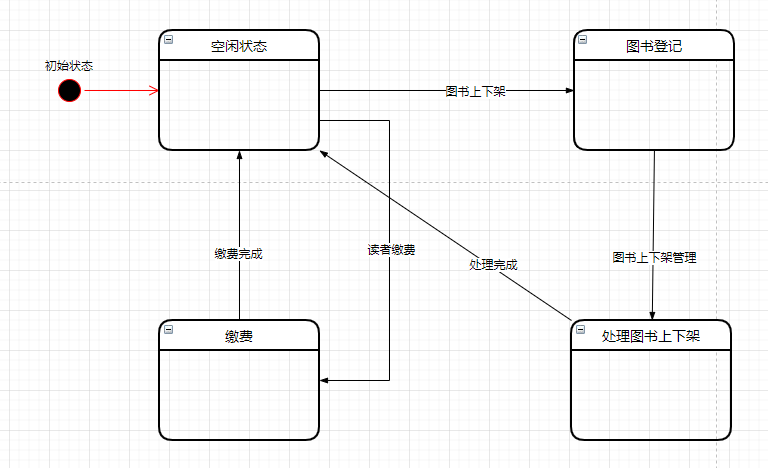 空闲状态
图书登记
初始状态
图书上下架
读者缴费
缴费完成
处理完成
图书上下架管理
缴费
处理图书上下架